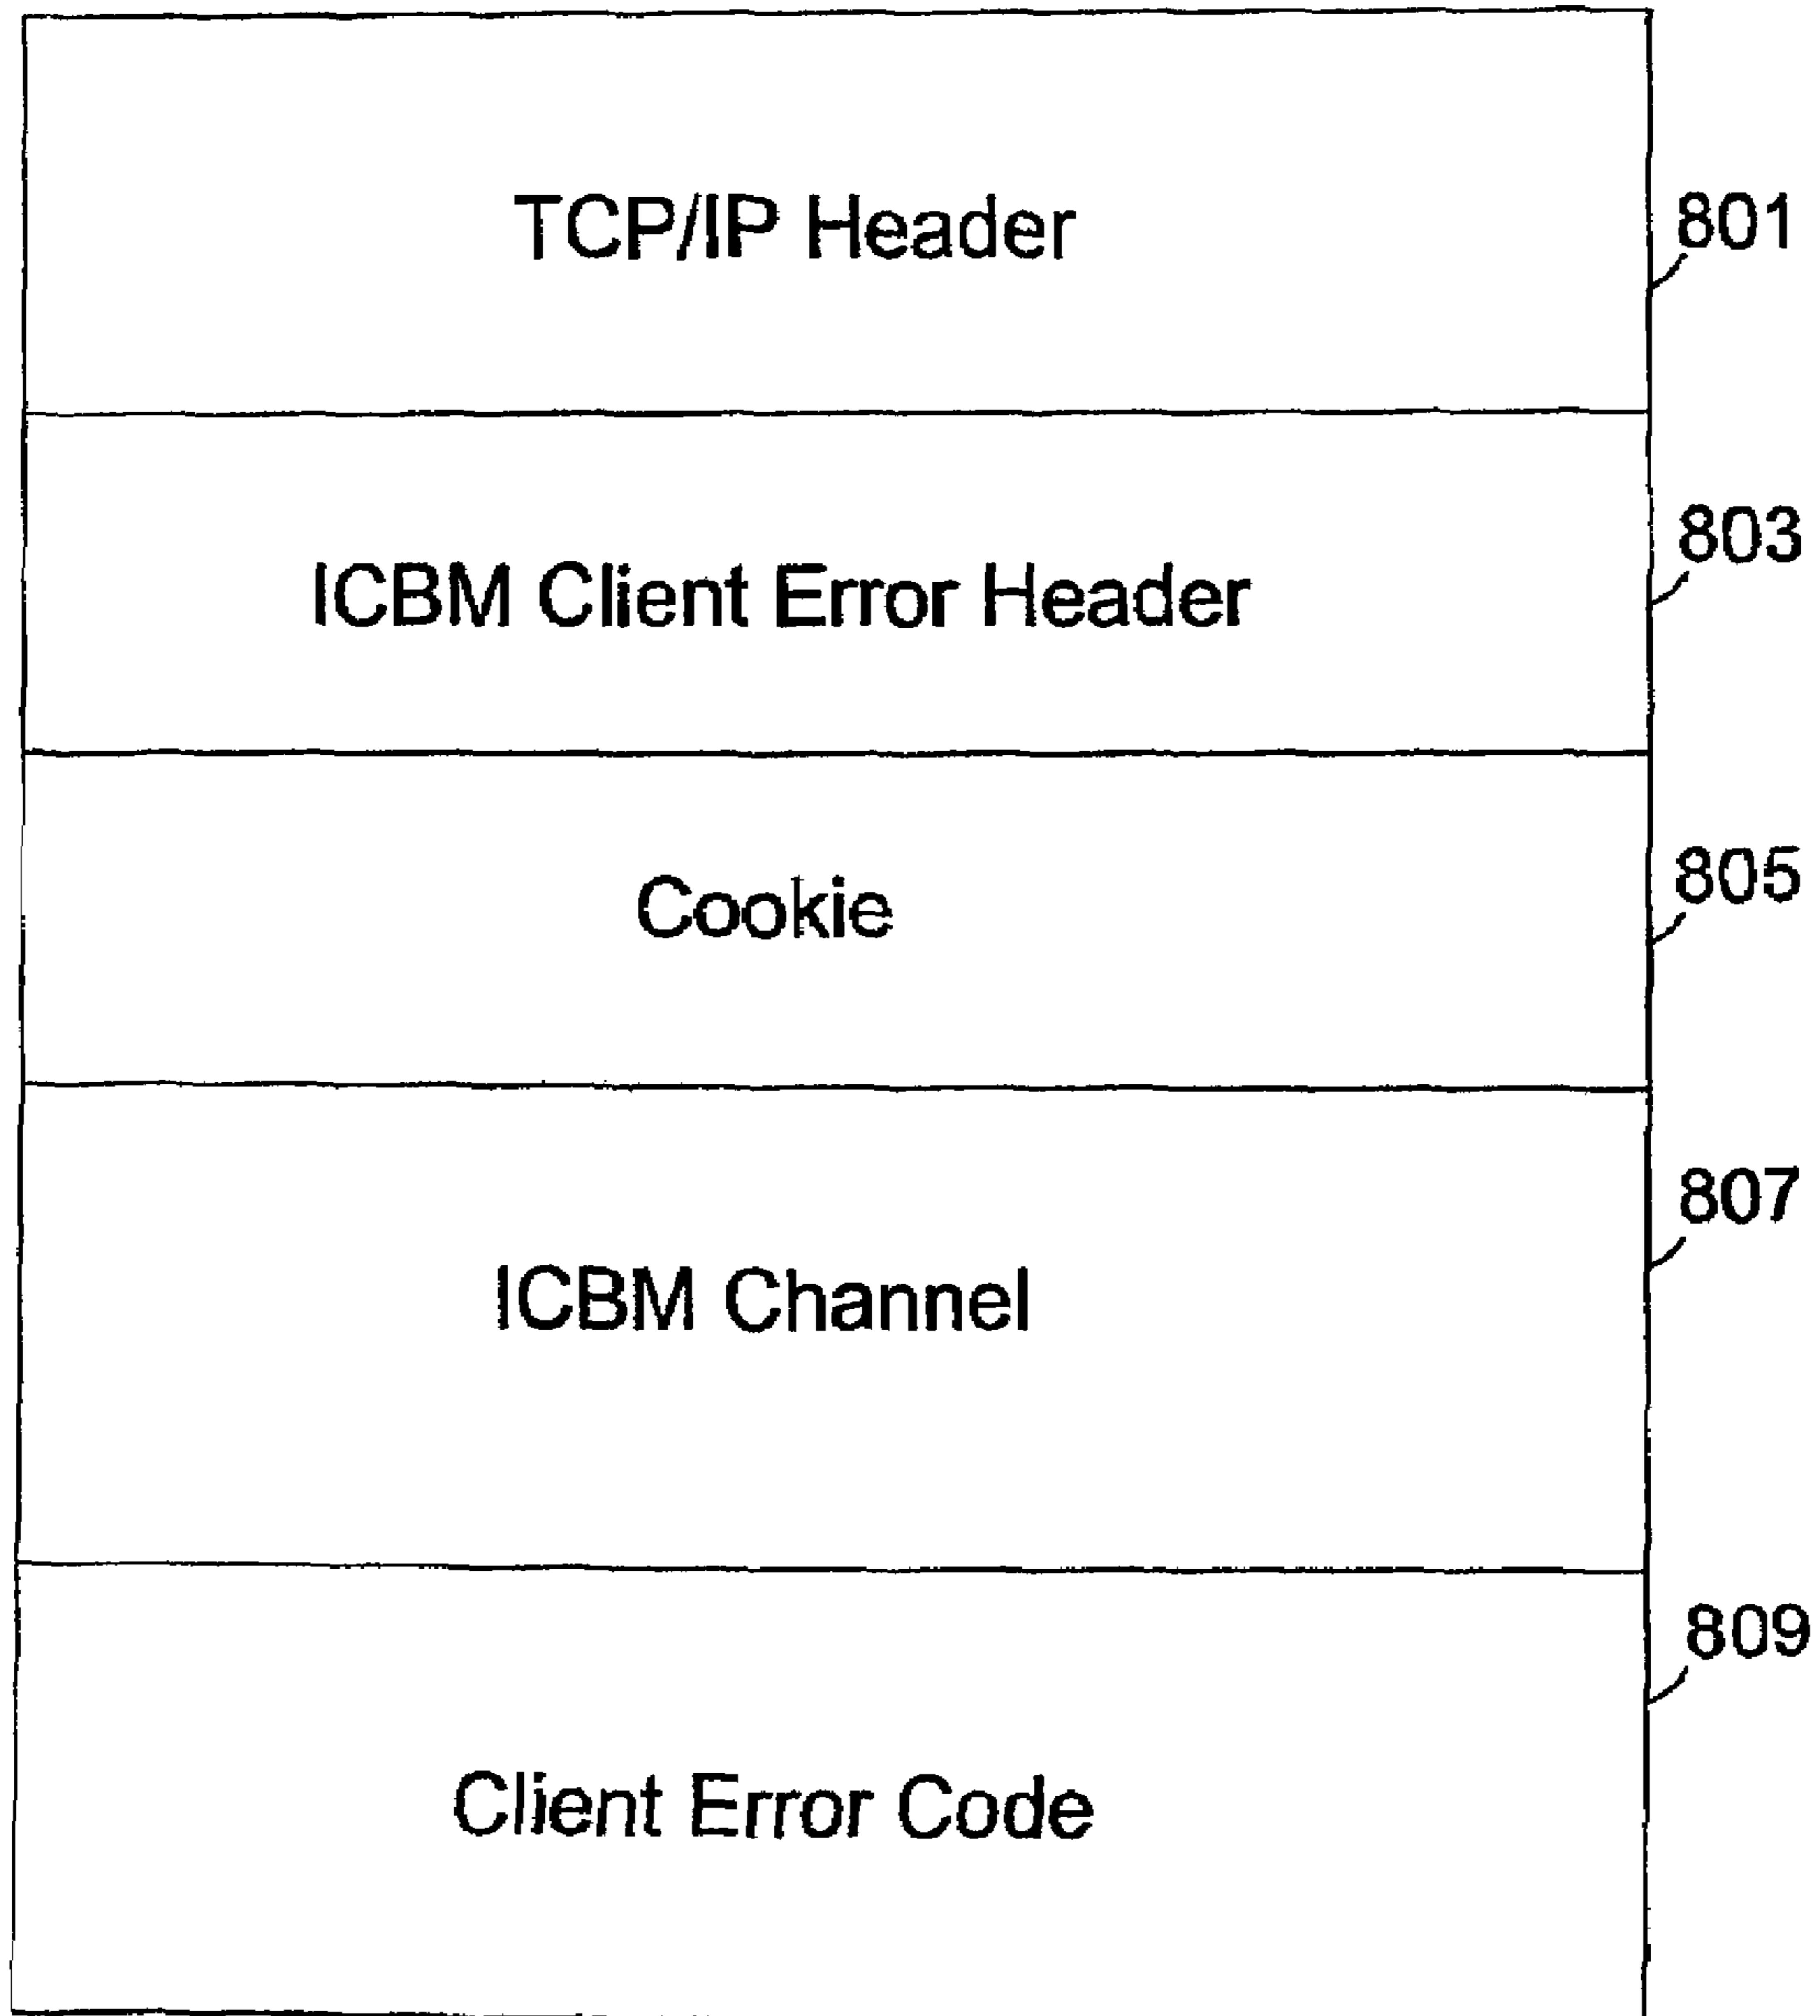 TCP/IP Header
801
ICBM Client Error Header
803
Cookie
805
ICBM Channel
807
Client Error Code
809